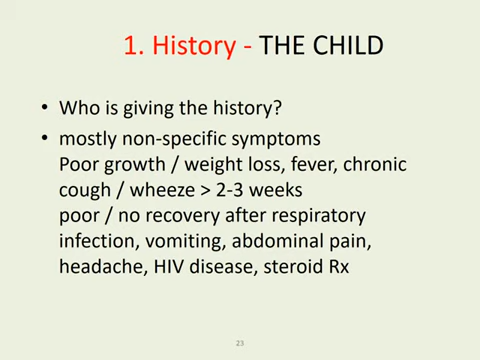 1. History - THE CHILD
• Who is giving the history?
• mostly non-specific symptoms
Poor growth / weight loss, fever, chronic
cough / wheeze > 2-3 weeks
poor / no recovery after respiratory
infection, vomiting, abdominal pain,
headache, HIV disease, steroid Rx
23